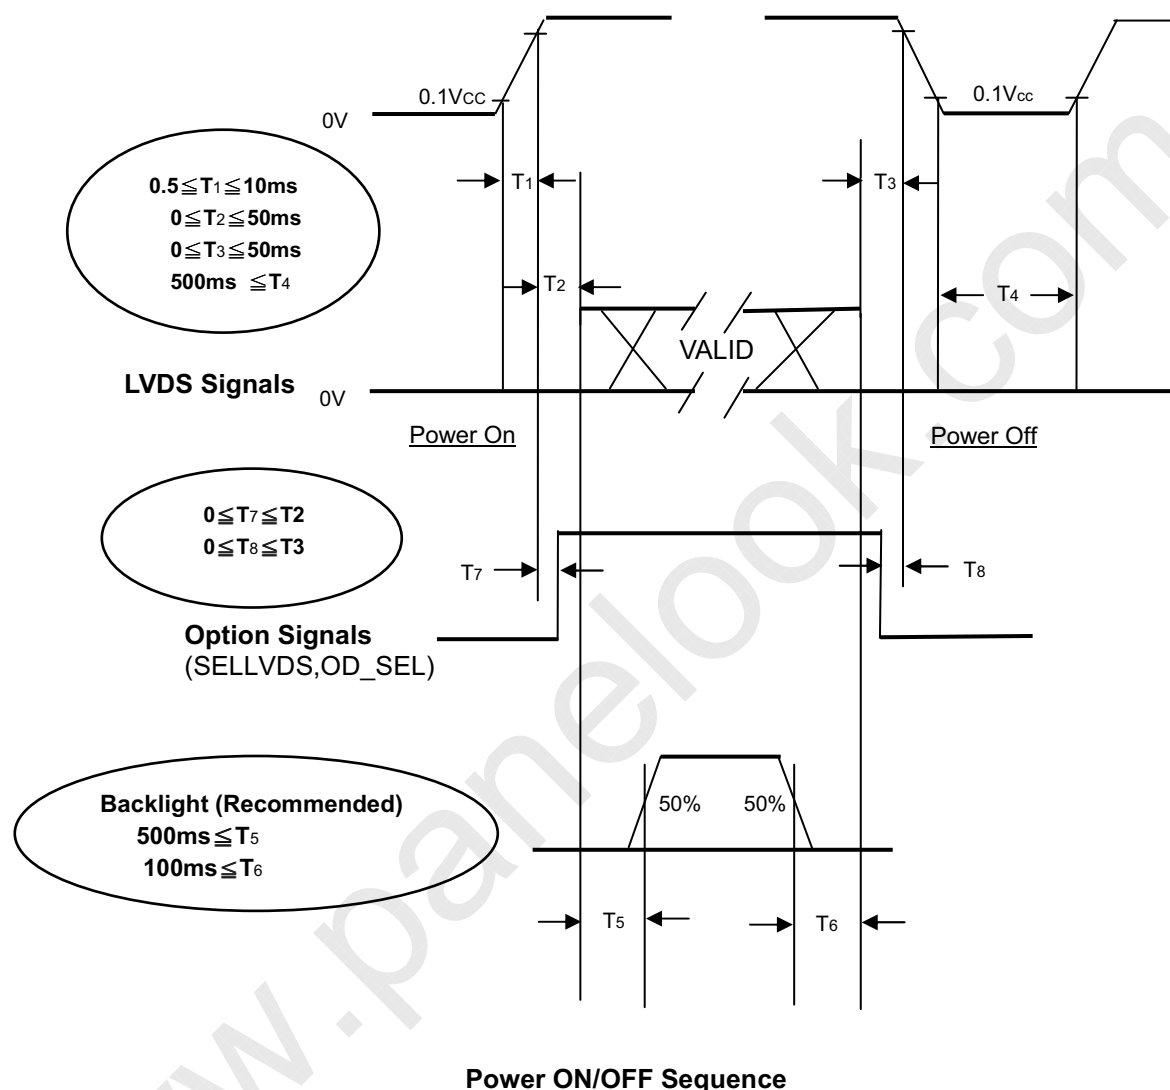 0.1VCC
0.1Vcc
0V
0.5≦T1≦10ms
0≦T2≦50ms
0≦T3≦50ms
500ms ≦T4
T1
T3
T2
T4
VALID
LVDS Signals
0V
Power On
Power Off
0≦T7≦T2
0≦T8≦T3
T7
T8
Option Signals
(SELLVDS,OD_SEL)
Backlight (Recommended)
500ms≦T5
100ms≦T6
50%
50%
T5
T6
Power ON/OFF Sequence
www.panelook.com